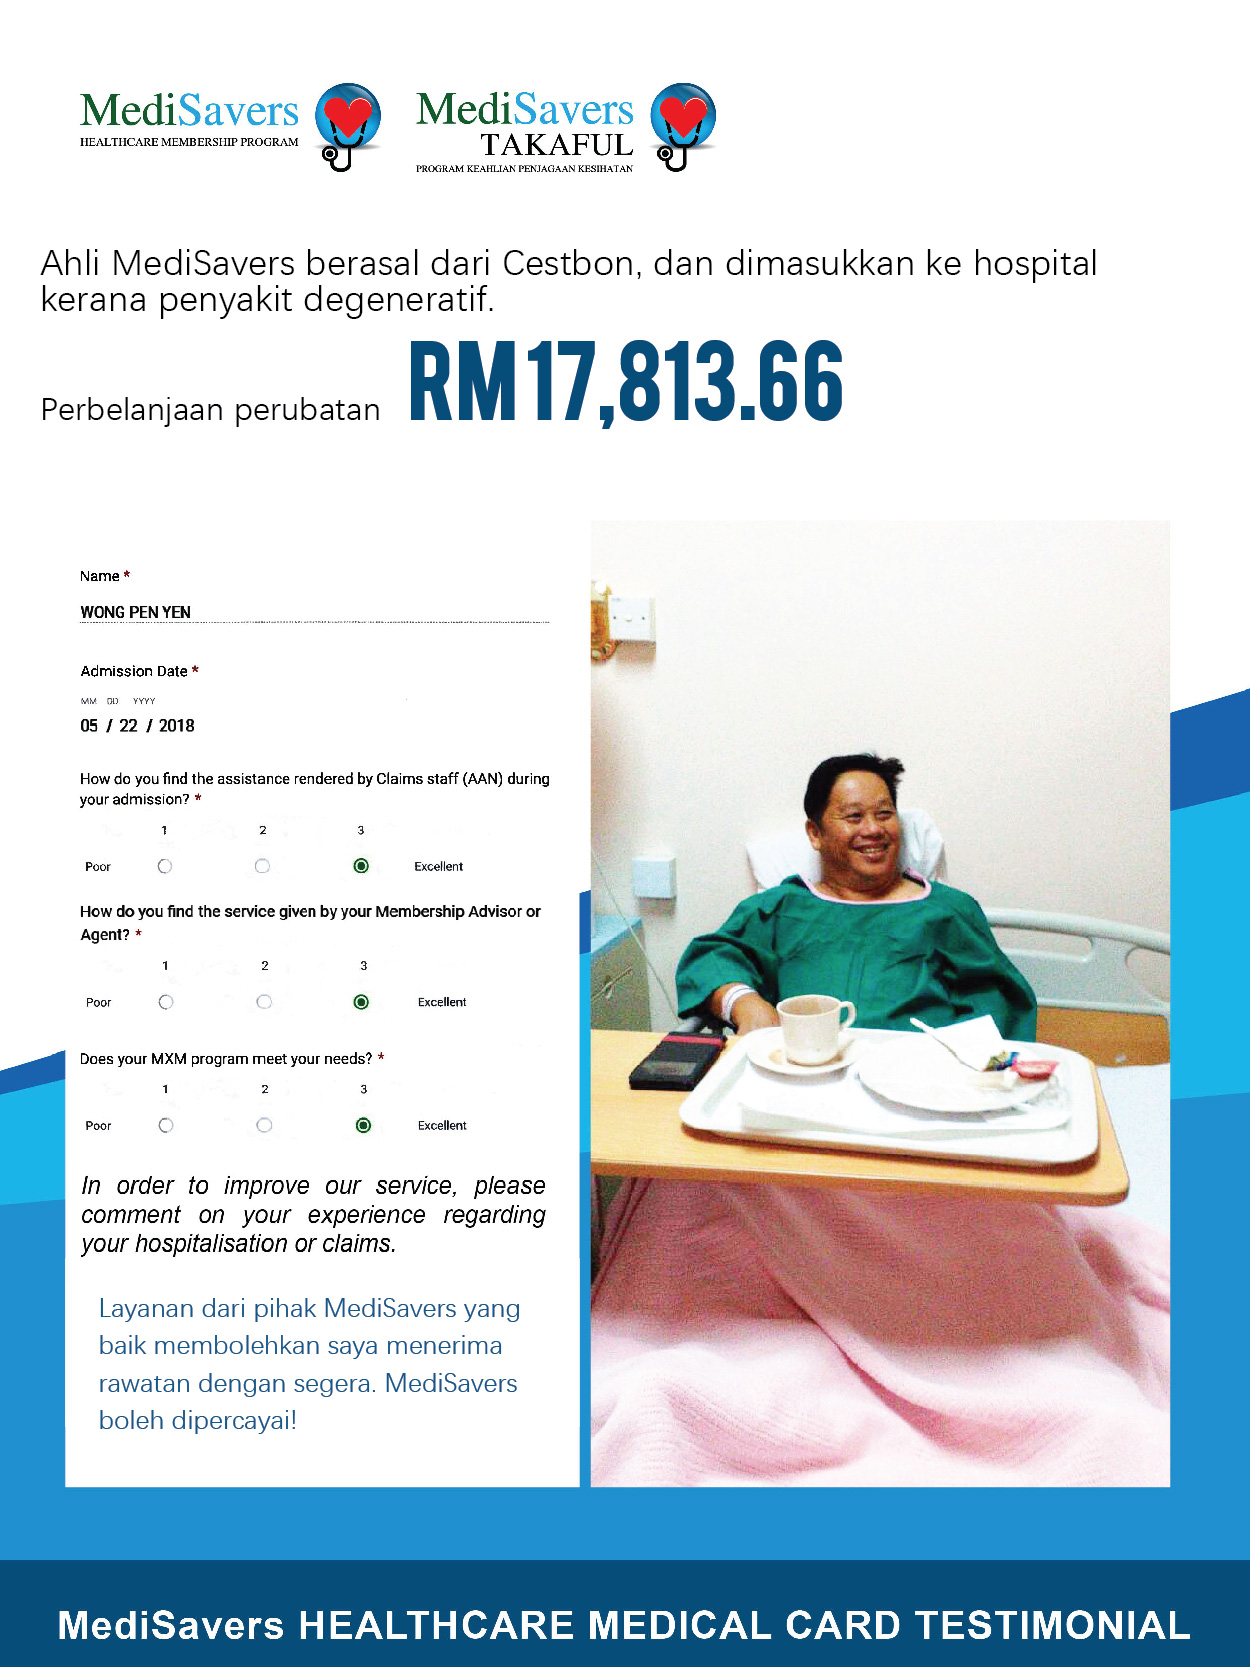 MediSavers
HEALTHCARE MEMBERSHIP PROGRAM
MediSavers
TAKAFUL
PROGRAM KEAHLIAN PENJAGAAN KESIHATAN
Ahli MediSavers berasal dari Cestbon, dan dimasukkan ke hospital
kerana penyakit degeneratif.
Perbelanjaan perubatan RM17,813.66
Name *
WONG PEN YEN
Admission Date *
MM DD YYYY
05 / 22 / 2018
How do you find the assistance rendered by Claims staff (AAN) during
your admission? *
1 2 3
Poor Excellent
How do you find the service given by your Membership Advisor or
Agent? *
1 2 3
Poor Excellent
Does your MXM program meet your needs? *
1 2 3
Poor Excellent
In order to improve our service, please
comment on your experience regarding
your hospitalisation or claims.
Layanan dari pihak MediSavers yang
baik membolehkan saya menerima
rawatan dengan segera. MediSavers
boleh dipercayai!
MediSavers HEALTHCARE MEDICAL CARD TESTIMONIAL